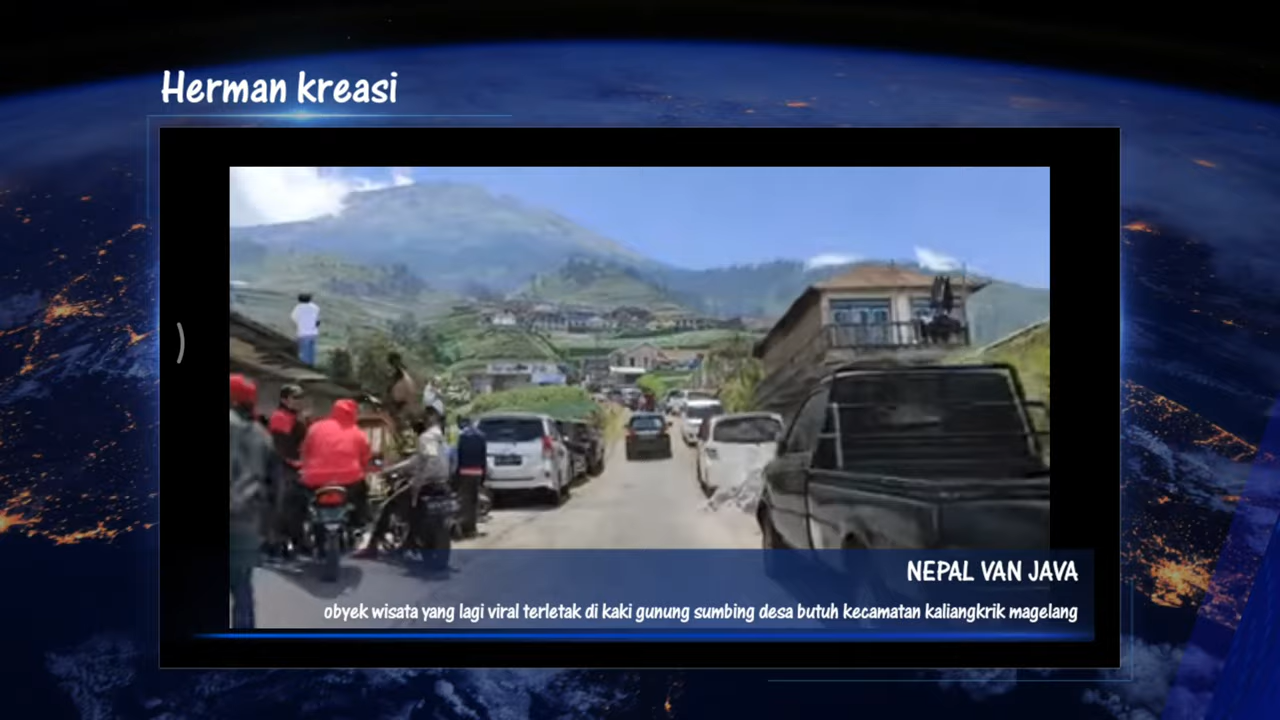 Herman kreasi
NEPAL VAN JAVA
obyek wisata yang lagi viral terletak di kaki gunung sumbing desa butuh kecamatan kaliangkrik magelang